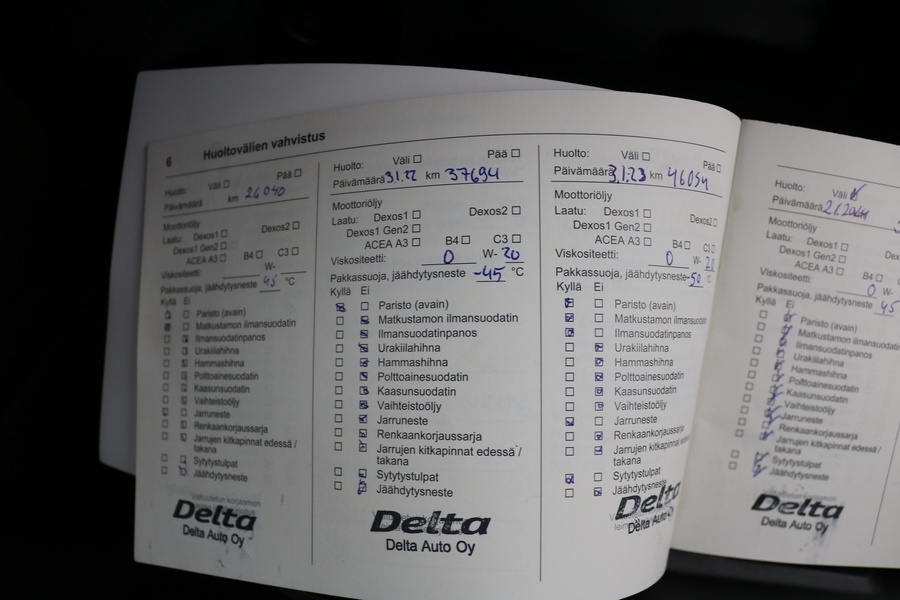 6 Huoltovälien vahvistus
Huolto: Väli ☐ Pää ☐
Päivämäärä km 26040
Moottoriöljy
Laatu: Dexos1 ☐ Dexos2 ☐
Dexos1 Gen2 ☐
ACEA A3 ☐ B4 ☐ C3 ☐
Viskositeetti: W-
Pakkassuoja, jäähdytysneste 45 °C
Kyllä Ei
Paristo (avain)
Matkustamon ilmansuodatin
Ilmansuodatinpanos
Urakiilahihna
Hammashihna
Polttoainesuodatin
Kaasunsuodatin
Vaihteistoöljy
Jarruneste
Renkaankorjaussarja
Jarrujen kitkapinnat edessä /
takana
Sytytystulpat
Jäähdytysneste
Delta
Delta Auto Oy
Huolto: Väli ☐ Pää ☐
Päivämäärä 3.1.22 km 37694
Moottoriöljy
Laatu: Dexos1 ☐ Dexos2 ☐
Dexos1 Gen2 ☐
ACEA A3 ☐ B4 ☐ C3 ☐
Viskositeetti: 0 W- 20
Pakkassuoja, jäähdytysneste -45 °C
Kyllä Ei
Paristo (avain)
Matkustamon ilmansuodatin
Ilmansuodatinpanos
Urakiilahihna
Hammashihna
Polttoainesuodatin
Kaasunsuodatin
Vaihteistoöljy
Jarruneste
Renkaankorjaussarja
Jarrujen kitkapinnat edessä /
takana
Sytytystulpat
Jäähdytysneste
Delta
Delta Auto Oy
Huolto: Väli ☐ Pää ☐
Päivämäärä 3.1.23 km 46054
Moottoriöljy
Laatu: Dexos1 ☐ Dexos2 ☐
Dexos1 Gen2 ☐
ACEA A3 ☐ B4 ☐ C3 ☐
Viskositeetti: 0 W- 20
Pakkassuoja, jäähdytysneste -50
Kyllä Ei
Paristo (avain)
Matkustamon ilmansuodatin
Ilmansuodatinpanos
Urakiilahihna
Hammashihna
Polttoainesuodatin
Kaasunsuodatin
Vaihteistoöljy
Jarruneste
Renkaankorjaussarja
Jarrujen kitkapinnat edessä /
takana
Sytytystulpat
Jäähdytysneste
Delta
Delta Auto Oy
Huolto: Väli
Päivämäärä
Moottoriöljy
Laatu: Dexos1 ☐
Dexos1 Gen2 ☐
ACEA A3 ☐ B4 ☐
Viskositeetti: 0 W-
Pakkassuoja, jäähdytysneste 45
Kyllä Ei
Paristo (avain)
Matkustamon ilmansuodatin
Ilmansuodatinpanos
Urakiilahihna
Hammashihna
Polttoainesuodatin
Kaasunsuodatin
Vaihteistoöljy
Jarruneste
Renkaankorjaussarja
Jarrujen kitkapinnat edessä /
takana
Sytytystulpat
Jäähdytysneste
Delta
Delta Auto Oy